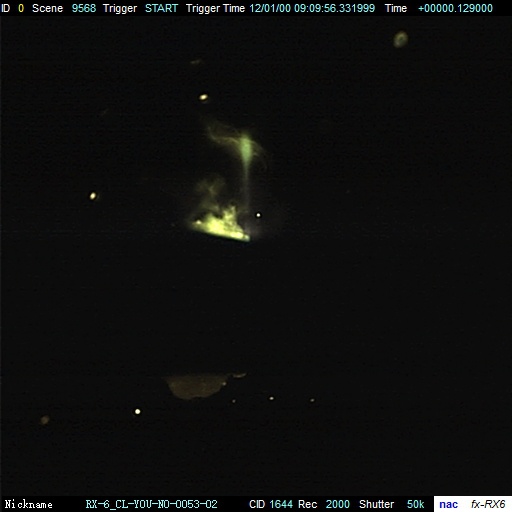 ID 0 Scene 9568 Trigger START Trigger Time 12/01/00 09:09:56.331999 Time +00000.129000
Nickname RX-6_CL-YOU-NO-0053-02 CID 1644 Rec 2000 Shutter 50k nac fx-RX6